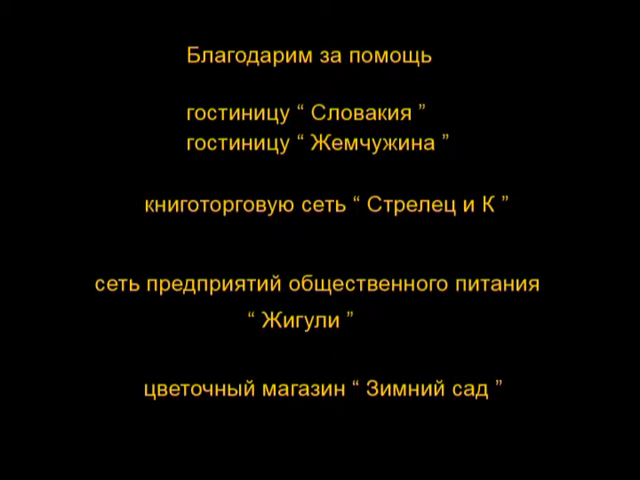 Благодарим за помощь
гостиницу “ Словакия ”
гостиницу “ Жемчужина ”
книготорговую сеть “ Стрелец и К ”
сеть предприятий общественного питания
“ Жигули ”
цветочный магазин “ Зимний сад ”